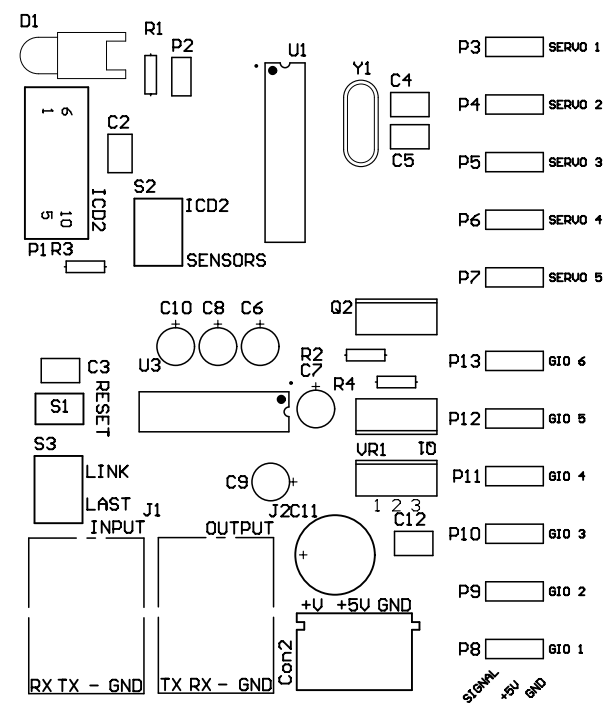 D1
R1
P2
U1
Y1
C4
P3 SERVO 1
6
1
C2
P4 SERVO 2
C5
P5 SERVO 3
S2
ICD2
ICD2
5
10
P6 SERVO 4
P1 R3
SENSORS
P7 SERVO 5
C10 C8 C6
Q2
U3
R2
C7
P13 GIO 6
C3
R4
RESET
S1
P12 GIO 5
S3
VR1
LINK
P11 GIO 4
C9
LAST
1 2 3
J1
J2 C11
C12
INPUT
OUTPUT
P10 GIO 3
P9 GIO 2
+V +5V GND
Con2
P8 GIO 1
RX TX - GND
TX RX - GND
SIGNAL
+5V
GND